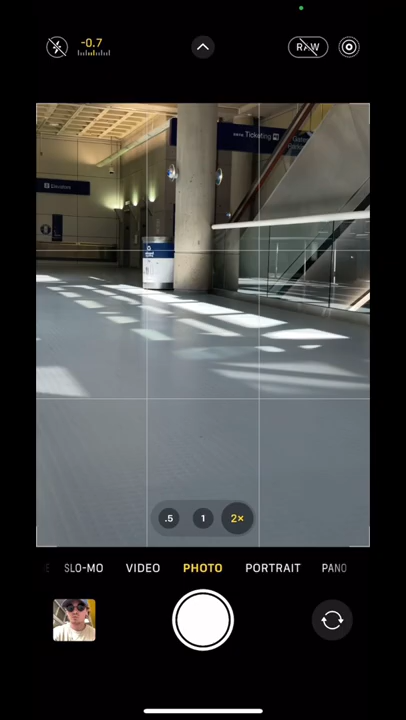 -0.7
RAW
Ticketing
Elevators
.5
1
2×
SLO-MO
VIDEO
PHOTO
PORTRAIT
PANO